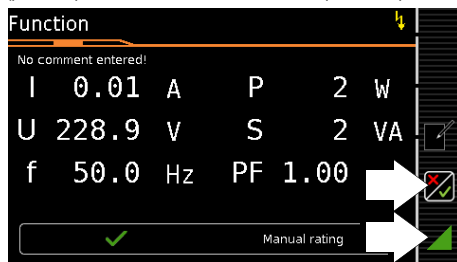 Function
No comment entered!
I 0.01 A P 2 W
U 228.9 V S 2 VA
f 50.0 Hz PF 1.00
Manual rating